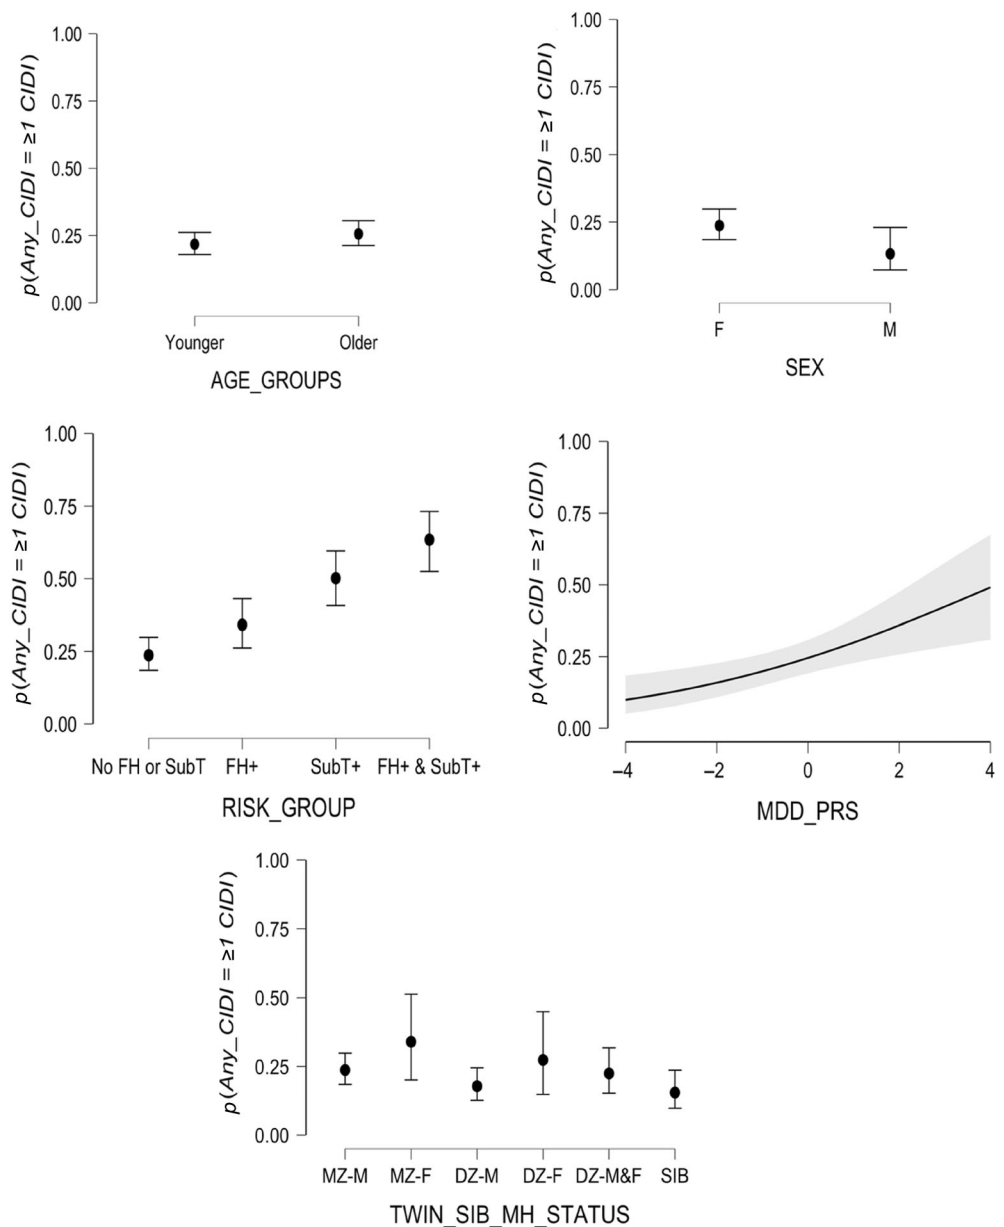 p(Any_CIDI = ≥1 CIDI)
1.00
0.75
0.50
0.25
0.00
Younger Older
AGE_GROUPS
p(Any_CIDI = ≥1 CIDI)
1.00
0.75
0.50
0.25
0.00
F M
SEX
p(Any_CIDI = ≥1 CIDI)
1.00
0.75
0.50
0.25
0.00
No FH or SubT FH+ SubT+ FH+ & SubT+
RISK_GROUP
p(Any_CIDI = ≥1 CIDI)
1.00
0.75
0.50
0.25
0.00
–4 –2 0 2 4
MDD_PRS
p(Any_CIDI = ≥1 CIDI)
1.00
0.75
0.50
0.25
0.00
MZ-M MZ-F DZ-M DZ-F DZ-M&F SIB
TWIN_SIB_MH_STATUS